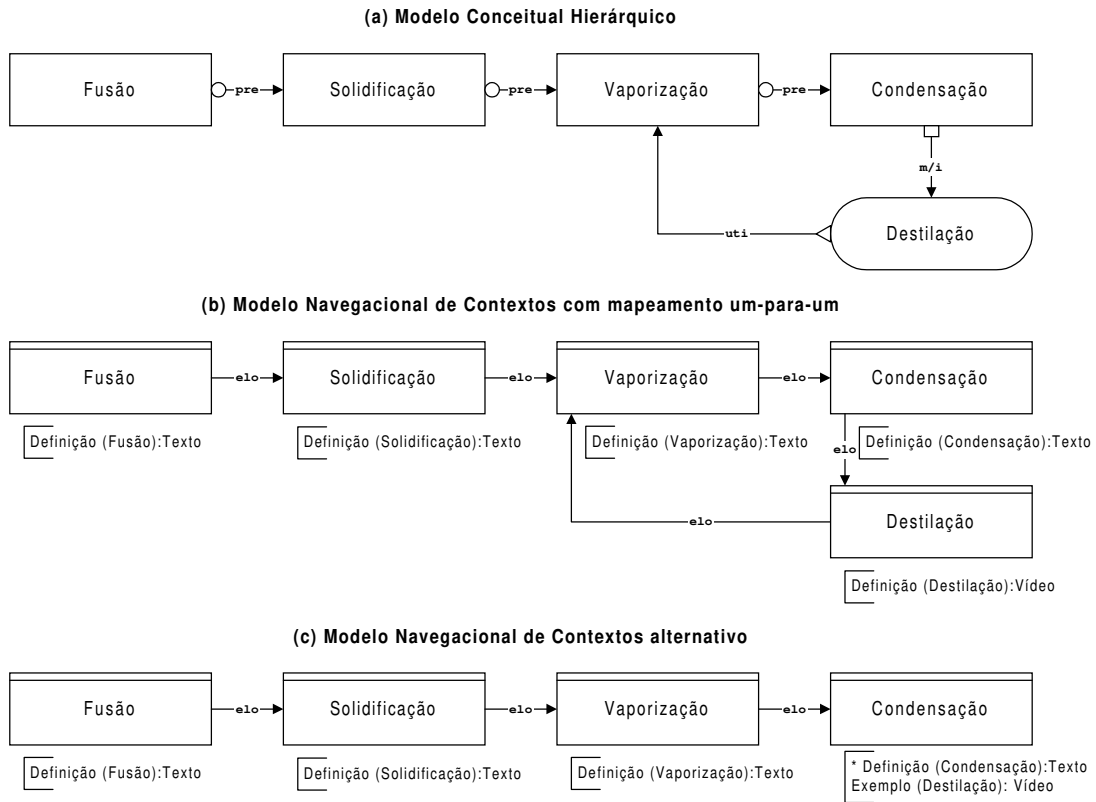 (a) Modelo Conceitual Hierárquico
Fusão
pre
Solidificação
pre
Vaporização
pre
Condensação
m/i
uti
Destilação
(b) Modelo Navegacional de Contextos com mapeamento um-para-um
Fusão
elo
Solidificação
elo
Vaporização
elo
Condensação
Definição (Fusão):Texto
Definição (Solidificação):Texto
Definição (Vaporização):Texto
elo
Definição (Condensação):Texto
elo
Destilação
Definição (Destilação):Vídeo
(c) Modelo Navegacional de Contextos alternativo
Fusão
elo
Solidificação
elo
Vaporização
elo
Condensação
Definição (Fusão):Texto
Definição (Solidificação):Texto
Definição (Vaporização):Texto
* Definição (Condensação):Texto
Exemplo (Destilação): Vídeo